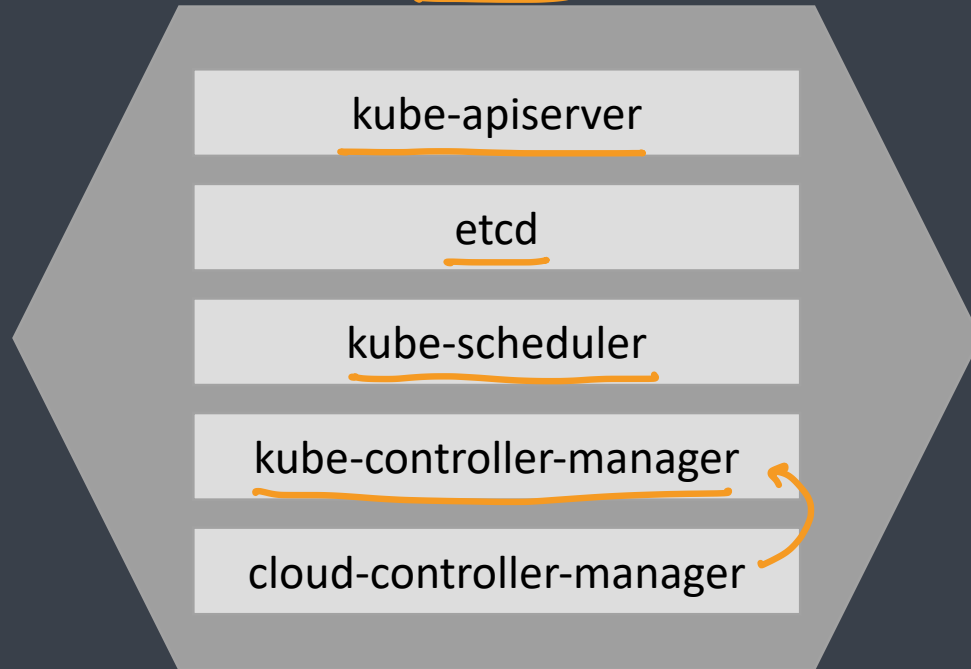 kube-apiserver
etcd
kube-scheduler
kube-controller-manager
cloud-controller-manager